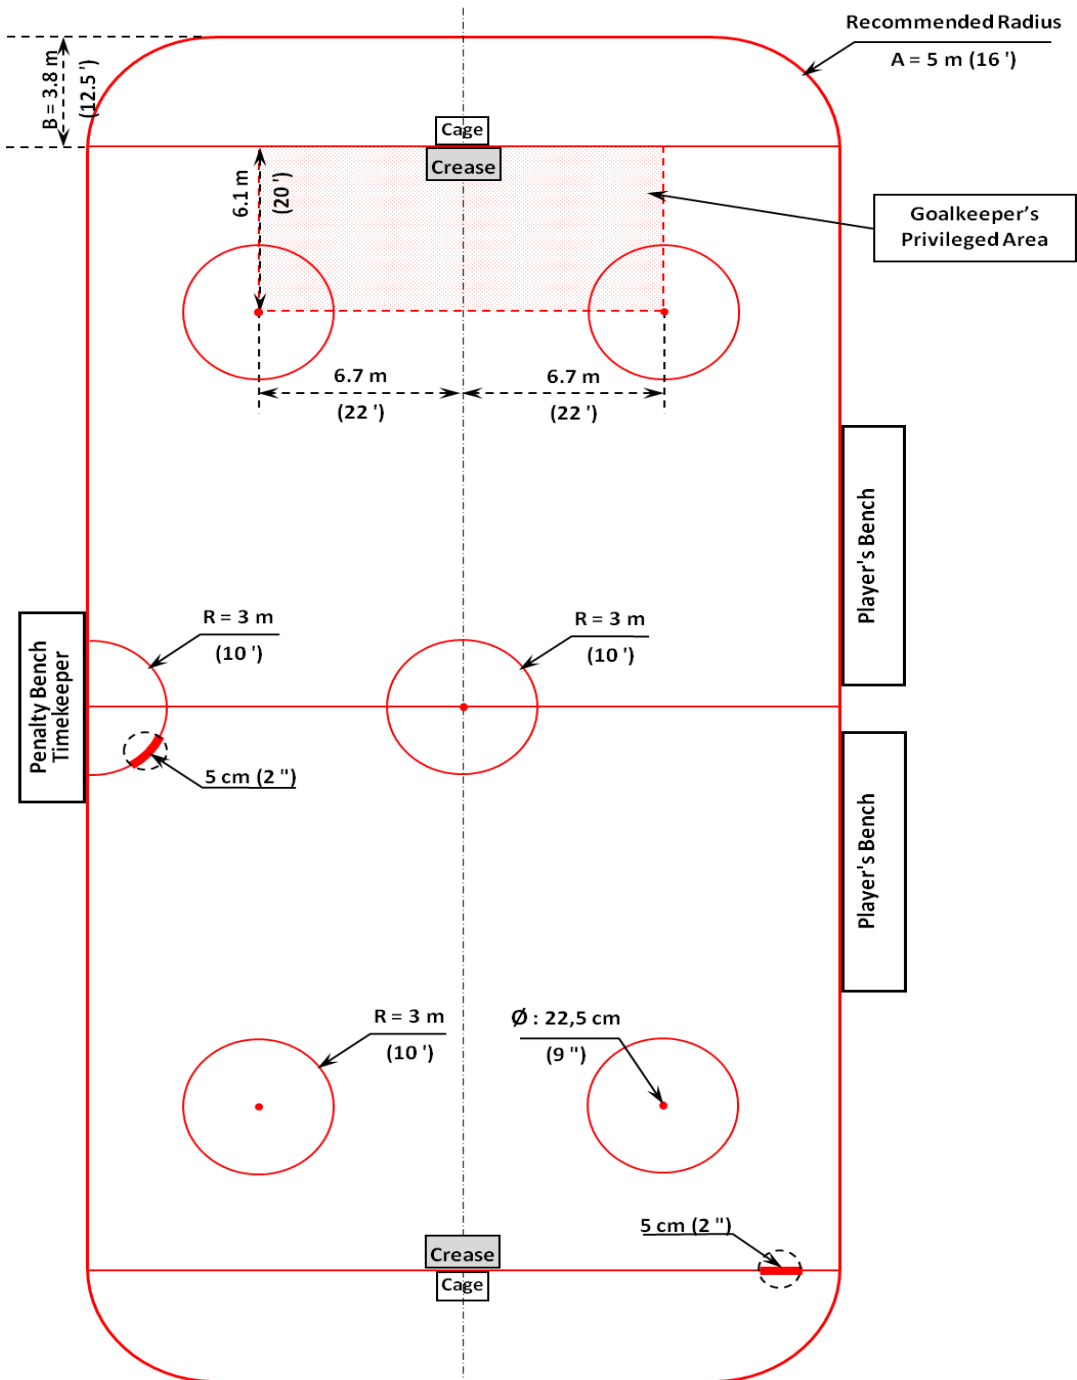 Recommended Radius
A = 5 m (16 ')
B = 3.8 m
(12.5 ')
Cage
Crease
6.1 m
(20 ')
Goalkeeper's
Privileged Area
6.7 m
(22 ')
6.7 m
(22 ')
Player's Bench
R = 3 m
(10 ')
R = 3 m
(10 ')
Penalty Bench
Timekeeper
5 cm (2 ")
Player's Bench
R = 3 m
(10 ')
Ø : 22,5 cm
(9 ")
5 cm (2 ")
Crease
Cage